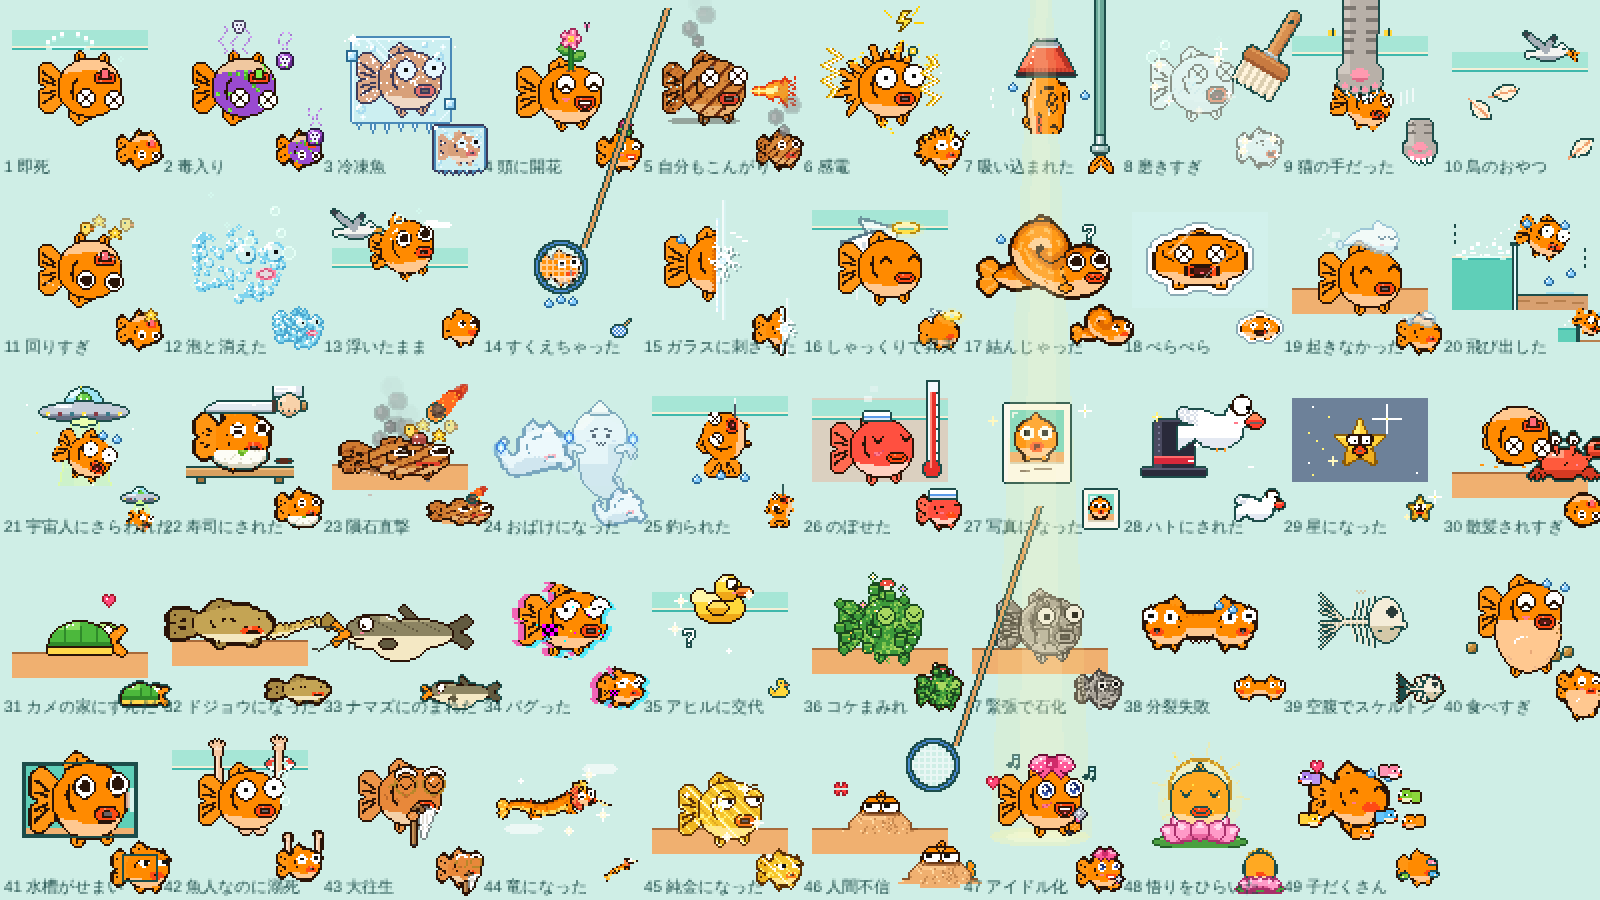 1 即死
2 毒入り
3 冷凍魚
4 頭に開花
5 自分もこんがり
6 感電
7 吸い込まれた
8 磨きすぎ
9 猫の手だった
10 鳥のおやつ
11 回りすぎ
12 泡と消えた
13 浮いたまま
14 すくえちゃった
15 ガラスに刺さった
16 しゃっくりで
17 結んじゃった
18 ぺらぺら
19 起きなかった
20 飛び出した
21 宇宙人にさらわれた
22 寿司にされた
23 隕石直撃
24 おばけになった
25 釣られた
26 のぼせた
27 写真になった
28 ハトにされた
29 星になった
30 散髪されすぎ
31 カメの家に
32 ドジョウになった
33 ナマズにのまれた
34 バグった
35 アヒルに交代
36 コケまみれ
37 緊張で石化
38 分裂失敗
39 空腹でスケルトン
40 食べすぎ
41 水槽がせまい
42 魚人なのに溺死
43 大往生
44 竜になった
45 純金になった
46 人間不信
47 アイドル化
48 悟りをひらい
49 子だくさん